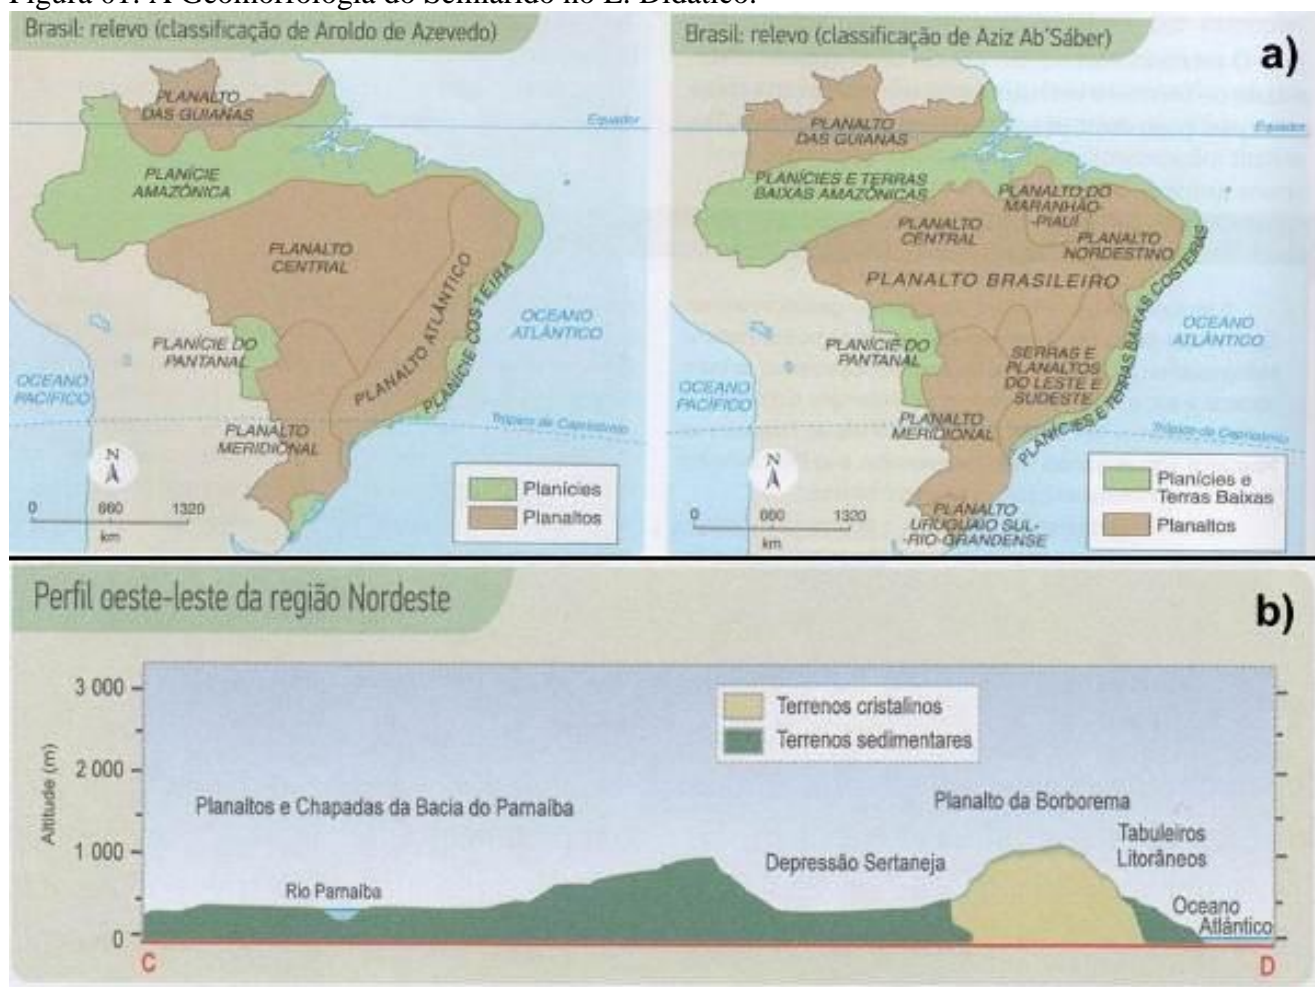 Figura 01: A Geomorfologia do Semiárido no L. Didático.
Brasil: relevo (classificação de Aroldo de Azevedo)
PLANALTO
DAS GUIANAS
Equador
PLANÍCIE
AMAZÔNICA
PLANALTO
CENTRAL
PLANALTO ATLÂNTICO
PLANÍCIE COSTEIRA
OCEANO
ATLÂNTICO
PLANÍCIE DO
PANTANAL
OCEANO
PACÍFICO
Trópico de Capricórnio
PLANALTO
MERIDIONAL
N
0 660 1320
km
Planícies
Planaltos
Brasil: relevo (classificação de Aziz Ab'Sáber)
a)
PLANALTO
DAS GUIANAS
Equador
PLANÍCIES E TERRAS
BAIXAS AMAZÔNICAS
PLANALTO DO
MARANHÃO-
-PIAUÍ
PLANALTO
CENTRAL
PLANALTO
NORDESTINO
PLANALTO BRASILEIRO
PLANÍCIES E TERRAS BAIXAS COSTEIRAS
OCEANO
ATLÂNTICO
PLANÍCIE DO
PANTANAL
SERRAS E
PLANALTOS
DO LESTE E
SUDESTE
OCEANO
PACÍFICO
Trópico de Capricórnio
PLANALTO
MERIDIONAL
N
0 660 1320
km
PLANALTO
URUGUAIO SUL-
-RIO-GRANDENSE
Planícies e
Terras Baixas
Planaltos
Perfil oeste-leste da região Nordeste
b)
Altitude (m)
3 000
2 000
1 000
0
Terrenos cristalinos
Terrenos sedimentares
Planaltos e Chapadas da Bacia do Parnaíba
Rio Parnaíba
Depressão Sertaneja
Planalto da Borborema
Tabuleiros
Litorâneos
Oceano
Atlântico
C
D